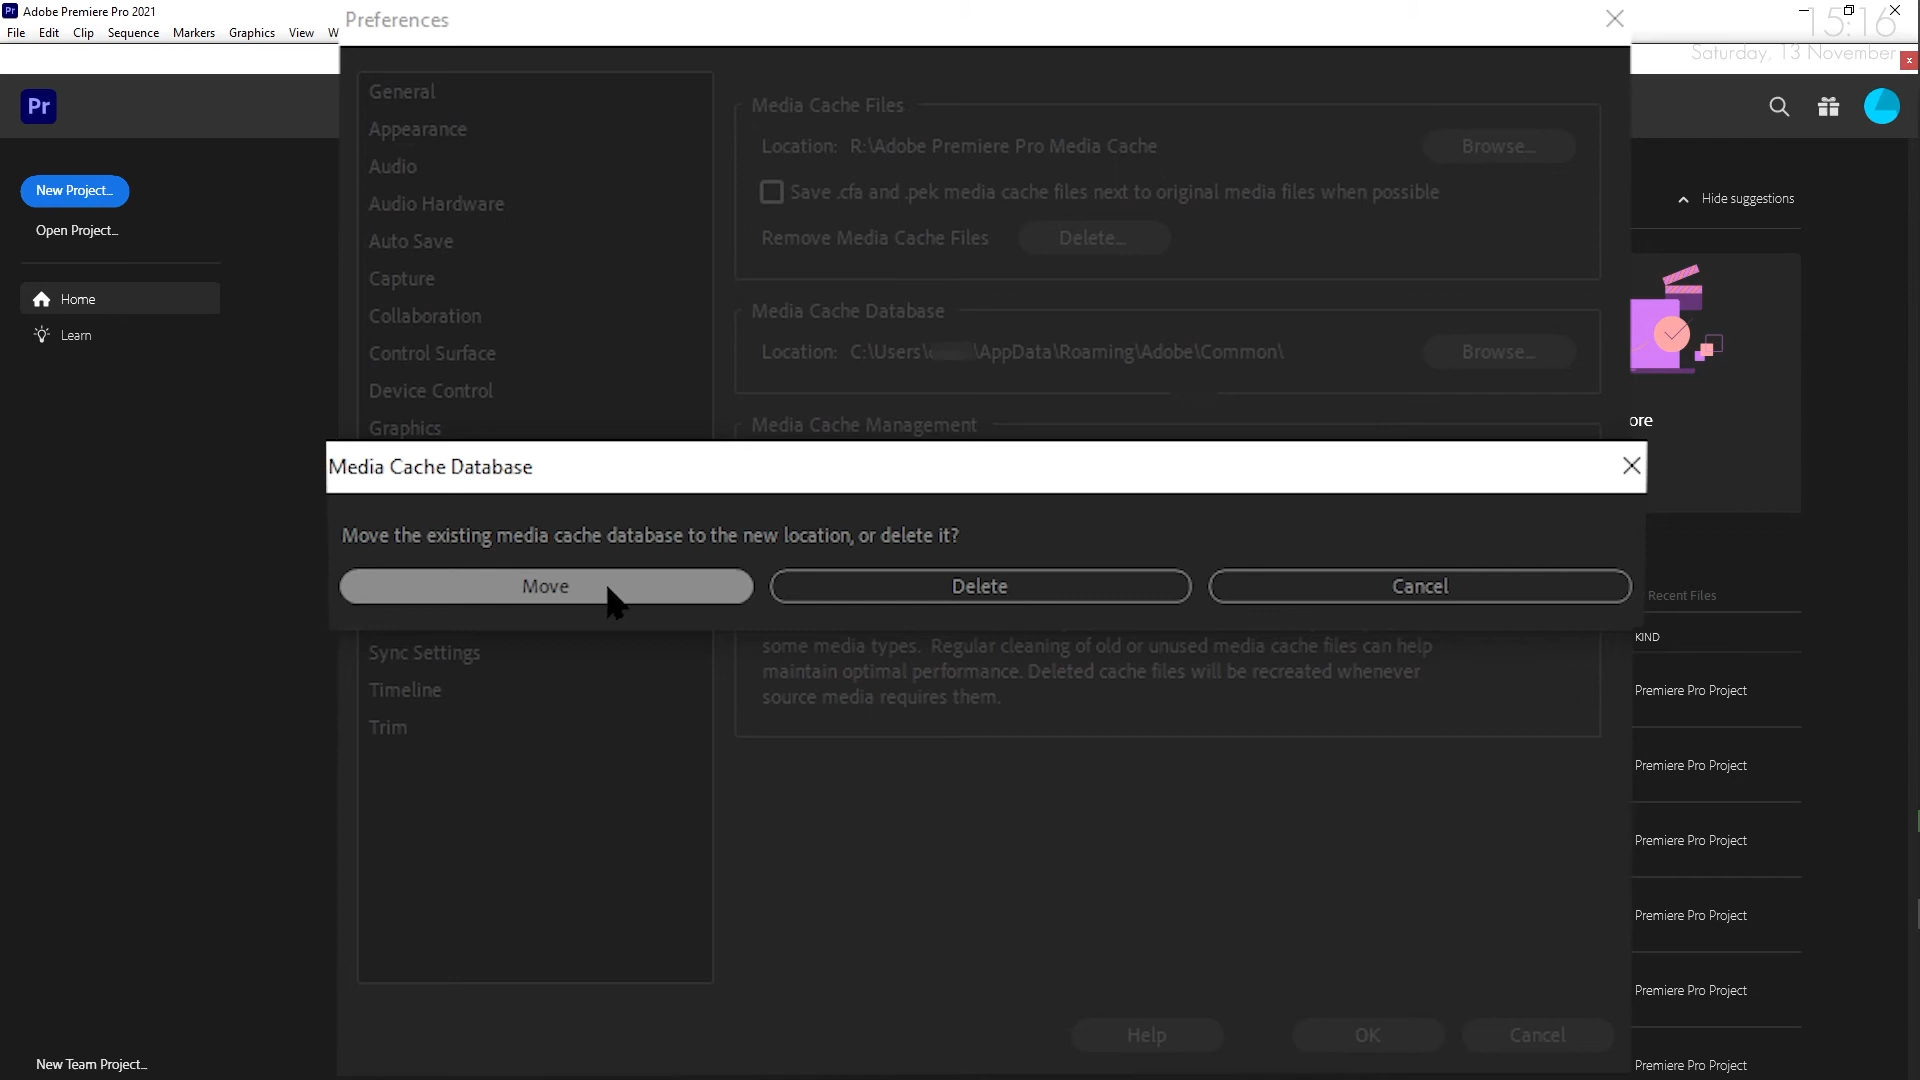 Pr Adobe Premiere Pro 2021
File Edit Clip Sequence Markers Graphics View W
Preferences
15:16
Saturday, 13 November
x
Pr
New Project...
Open Project...
Home
Learn
New Team Project...
General
Appearance
Audio
Audio Hardware
Auto Save
Capture
Collaboration
Control Surface
Device Control
Graphics
Media Cache Files
Location: R:\Adobe Premiere Pro Media Cache
Browse...
Save .cfa and .pek media cache files next to original media files when possible
Remove Media Cache Files
Delete...
Media Cache Database
Location: C:\Users\
\AppData\Roaming\Adobe\Common\
Browse...
Media Cache Management
Media Cache Database
Move the existing media cache database to the new location, or delete it?
Move
Delete
Cancel
some media types. Regular cleaning of old or unused media cache files can help
maintain optimal performance. Deleted cache files will be recreated whenever
source media requires them.
Sync Settings
Timeline
Trim
Help
OK
Cancel
Hide suggestions
ore
Recent Files
KIND
Premiere Pro Project
Premiere Pro Project
Premiere Pro Project
Premiere Pro Project
Premiere Pro Project
Premiere Pro Project